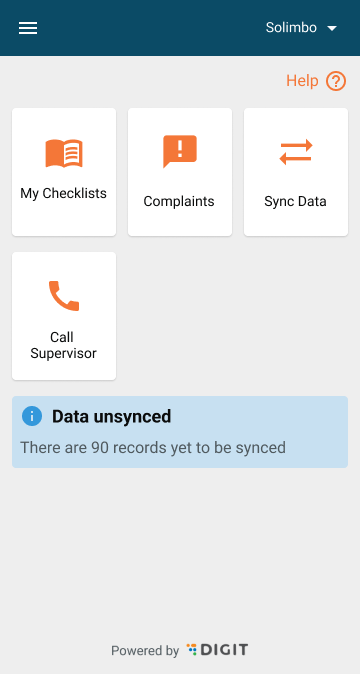 Solimbo
Help
My Checklists
Complaints
Sync Data
Call
Supervisor
Data unsynced
There are 90 records yet to be synced
Powered by DIGIT